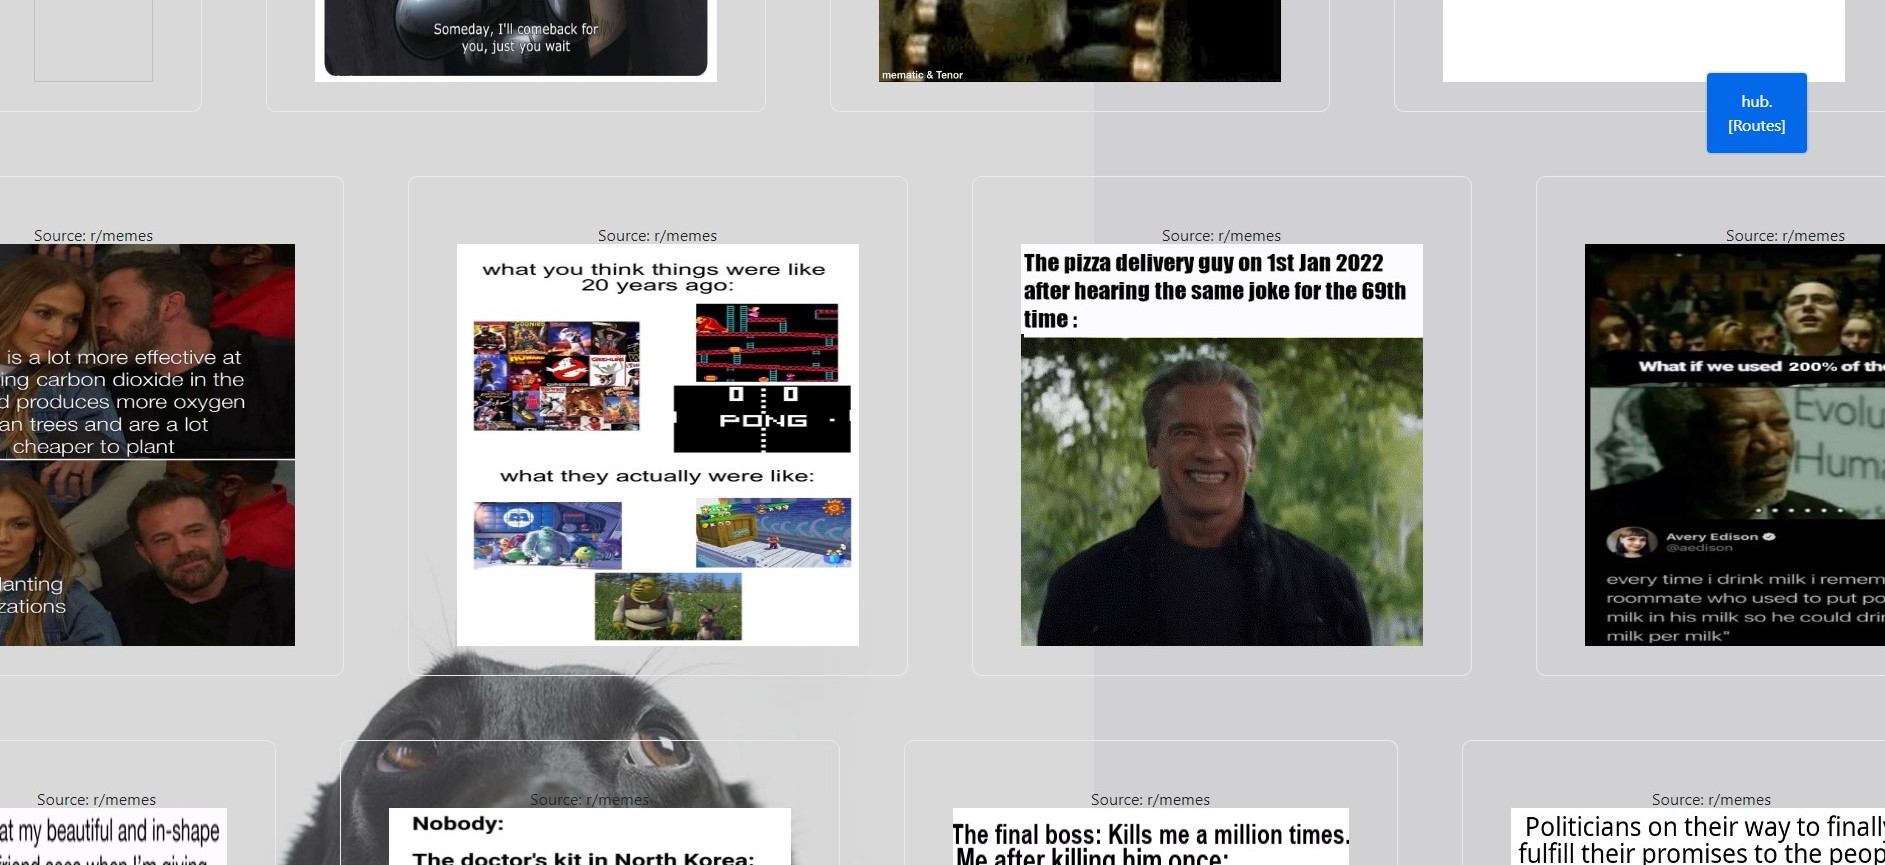 Someday, I'll comeback for
you, just you wait
mematic & Tenor
hub.
[Routes]
Source: r/memes
is a lot more effective at
ing carbon dioxide in the
d produces more oxygen
an trees and are a lot
cheaper to plant
lanting
zations
Source: r/memes
what you think things were like
20 years ago:
PONG
what they actually were like:
Source: r/memes
The pizza delivery guy on 1st Jan 2022
after hearing the same joke for the 69th
time :
Source: r/memes
What if we used 200% of the
Evolu
Huma
Avery Edison
@aedison
every time i drink milk i remem
roommate who used to put po
milk in his milk so he could drin
milk per milk"
Source: r/memes
at my beautiful and in-shape
friend sees when I'm giving
Source: r/memes
Nobody:
The doctor's kit in North Korea:
Source: r/memes
The final boss: Kills me a million times.
Me after killing him once:
Source: r/memes
Politicians on their way to finally
fulfill their promises to the peop